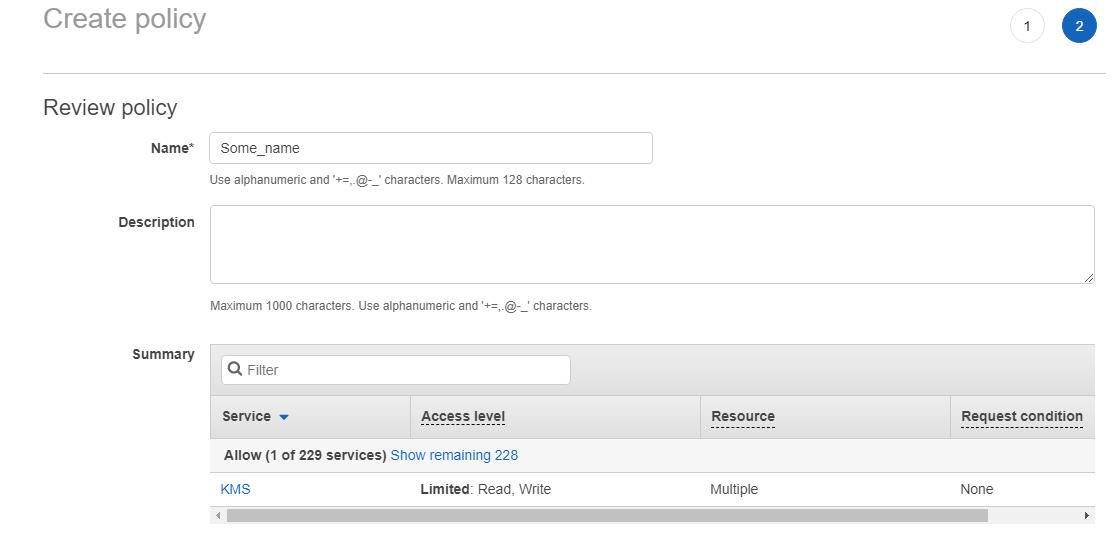 Create policy
1
2
Review policy
Name*
Some_name
Use alphanumeric and '+=,.@-_' characters. Maximum 128 characters.
Description
Maximum 1000 characters. Use alphanumeric and '+=,.@-_' characters.
Summary
Filter
Service Access level Resource Request condition
Allow (1 of 229 services) Show remaining 228
KMS Limited: Read, Write Multiple None